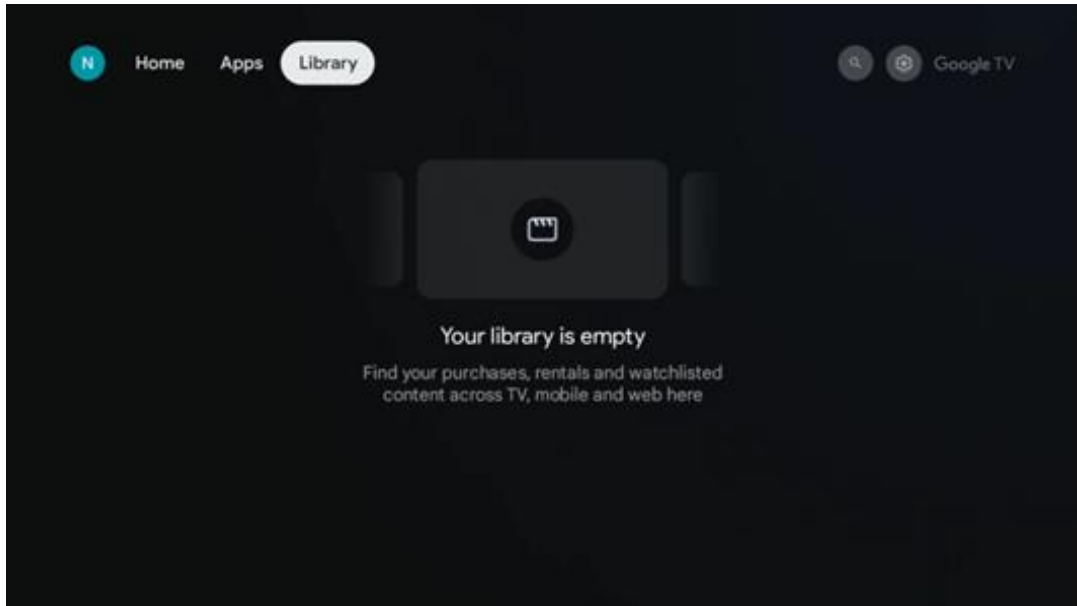 N Home Apps Library Google TV
Your library is empty
Find your purchases, rentals and watchlisted
content across TV, mobile and web here